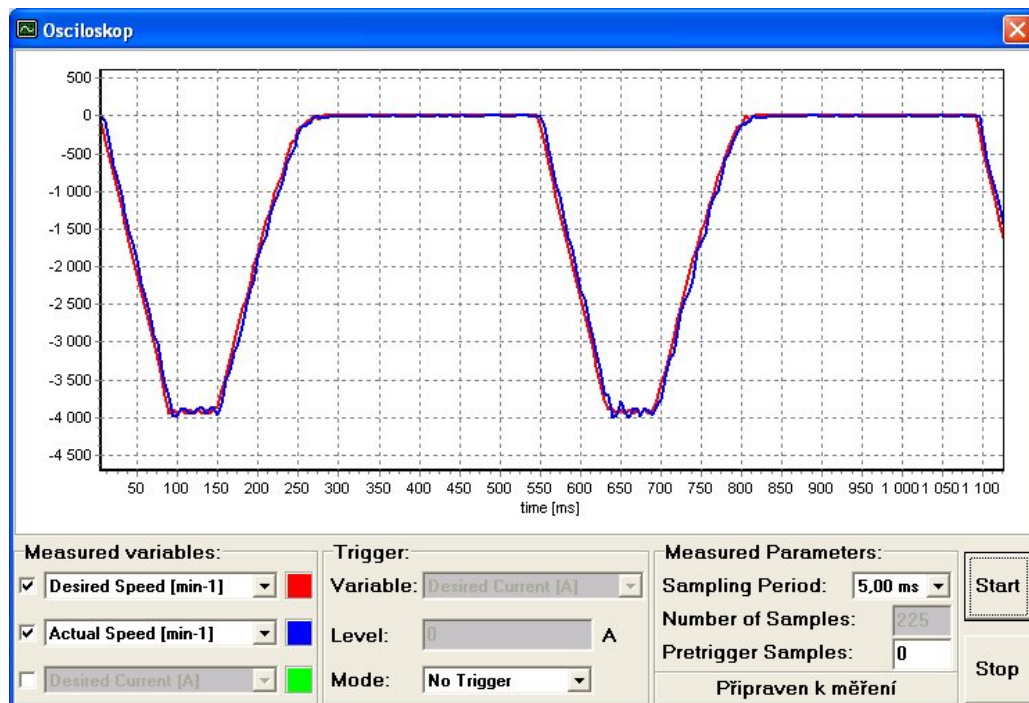 Osciloskop
500
0
-500
-1 000
-1 500
-2 000
-2 500
-3 000
-3 500
-4 000
-4 500
50 100 150 200 250 300 350 400 450 500 550 600 650 700 750 800 850 900 950 1 000 1 050 1 100
time [ms]
Measured variables:
Desired Speed [min-1]
Actual Speed [min-1]
Desired Current [A]
Trigger:
Variable: Desired Current [A]
Level: 0 A
Mode: No Trigger
Measured Parameters:
Sampling Period: 5,00 ms
Number of Samples: 225
Pretrigger Samples: 0
Připraven k měření
Start
Stop